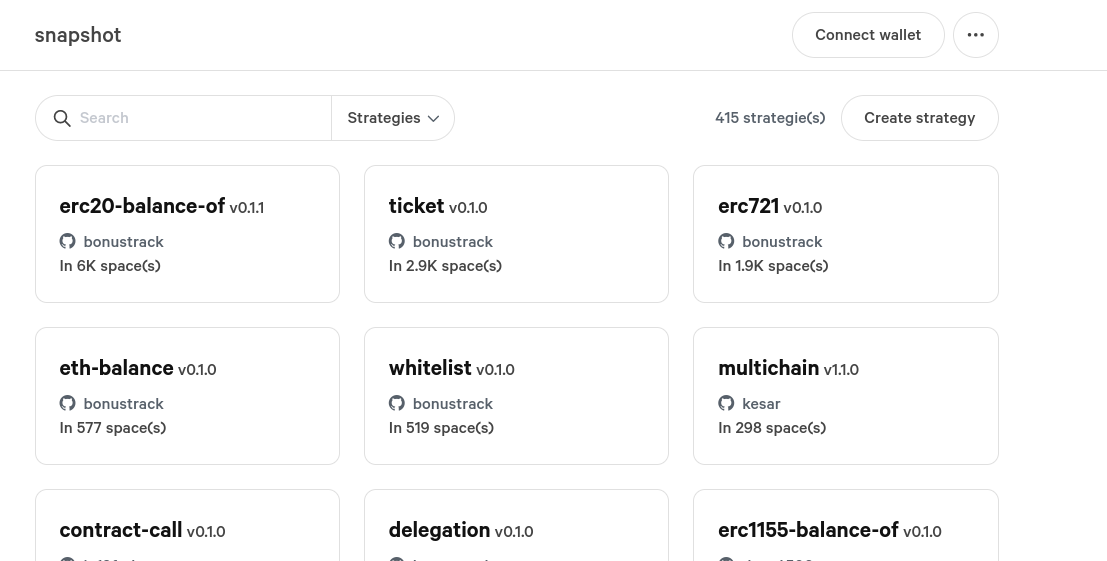 snapshot
Connect wallet
Search
Strategies
415 strategie(s)
Create strategy
erc20-balance-of v0.1.1
bonustrack
In 6K space(s)
ticket v0.1.0
bonustrack
In 2.9K space(s)
erc721 v0.1.0
bonustrack
In 1.9K space(s)
eth-balance v0.1.0
bonustrack
In 577 space(s)
whitelist v0.1.0
bonustrack
In 519 space(s)
multichain v1.1.0
kesar
In 298 space(s)
contract-call v0.1.0
delegation v0.1.0
erc1155-balance-of v0.1.0